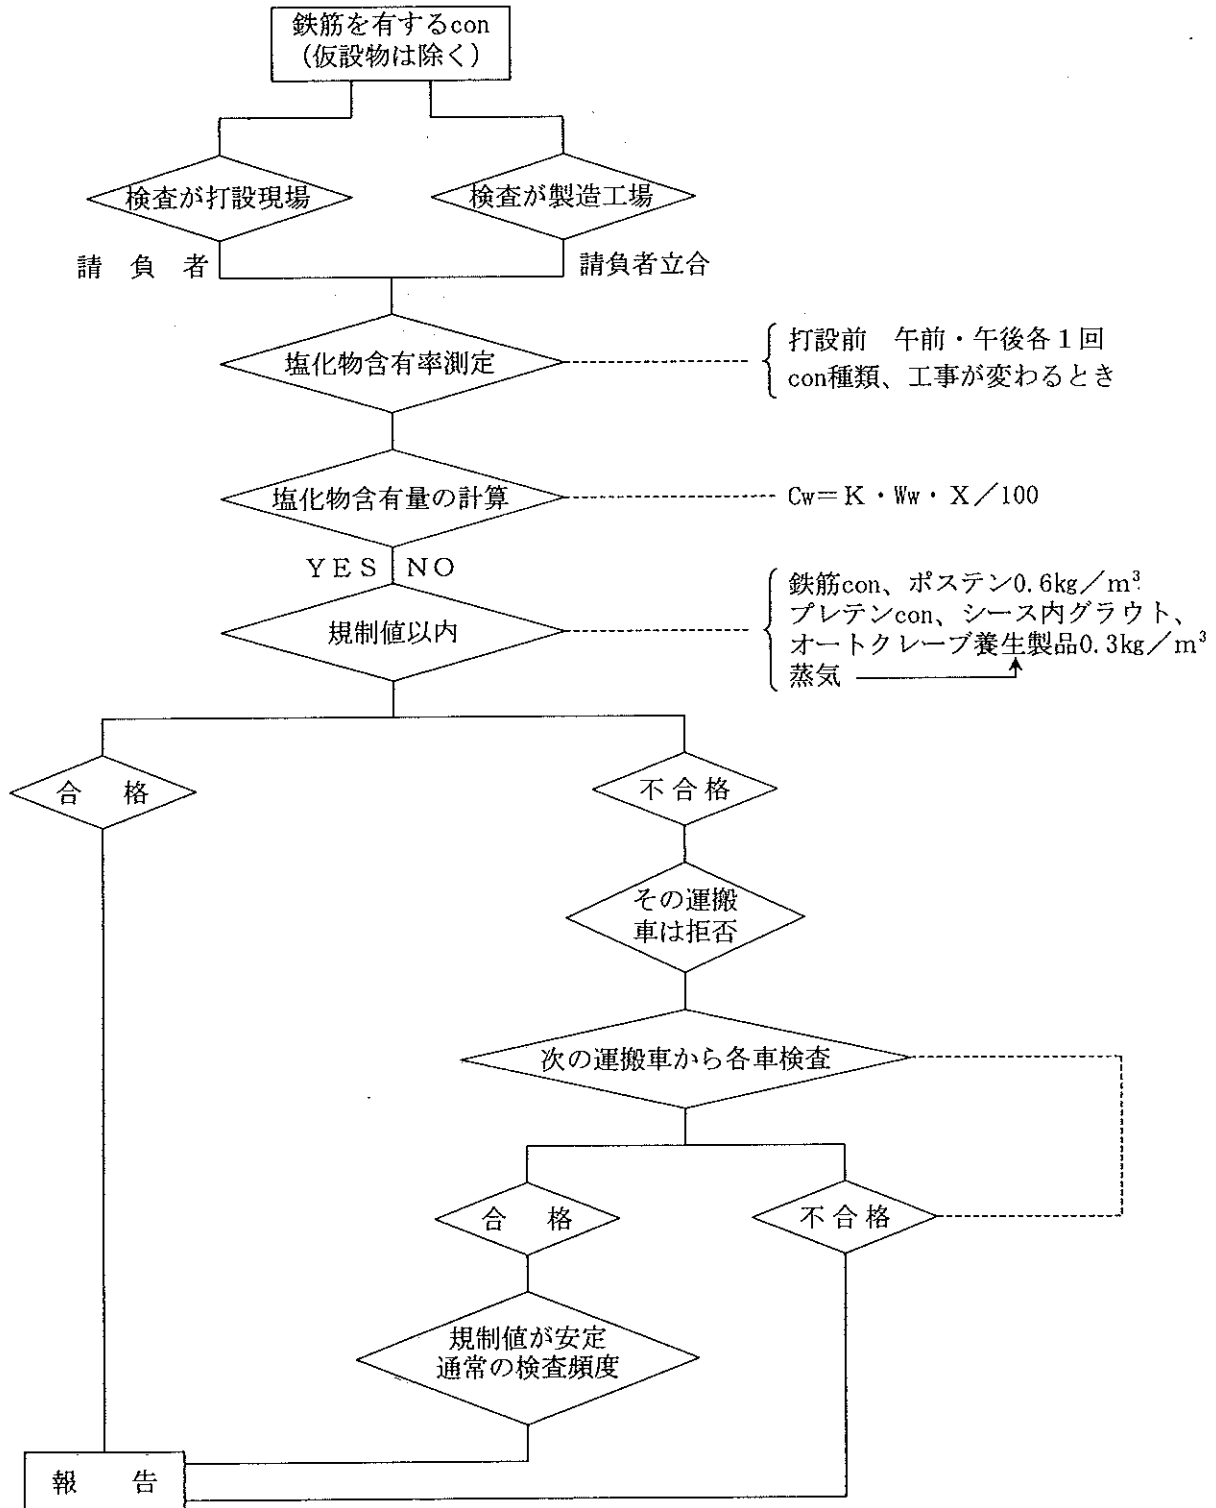 鉄筋を有するcon
(仮設物は除く)
検査が打設現場
検査が製造工場
請　負　者
請負者立合
塩化物含有率測定
打設前　午前・午後各1回
con種類、工事が変わるとき
塩化物含有量の計算
Cw=K・Ww・X/100
YES NO
規制値以内
鉄筋con、ポステン0.6kg/m³
プレテンcon、シース内グラウト、
オートクレーブ養生製品0.3kg/m³
蒸気
合　格
不合格
その運搬
車は拒否
次の運搬車から各車検査
合　格
不合格
規制値が安定
通常の検査頻度
報　告